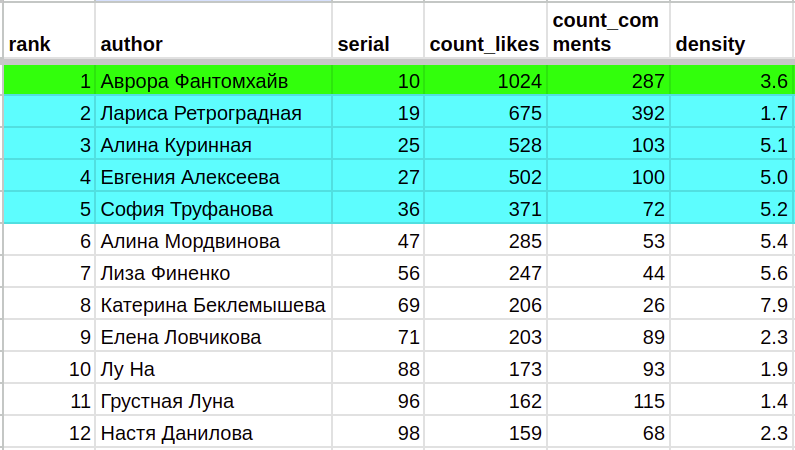 rank author serial count_likes count_com
ments density
1 Аврора Фантомхайв 10 1024 287 3.6
2 Лариса Ретроградная 19 675 392 1.7
3 Алина Куринная 25 528 103 5.1
4 Евгения Алексеева 27 502 100 5.0
5 София Труфанова 36 371 72 5.2
6 Алина Мордвинова 47 285 53 5.4
7 Лиза Финенко 56 247 44 5.6
8 Катерина Беклемышева 69 206 26 7.9
9 Елена Ловчикова 71 203 89 2.3
10 Лу На 88 173 93 1.9
11 Грустная Луна 96 162 115 1.4
12 Настя Данилова 98 159 68 2.3